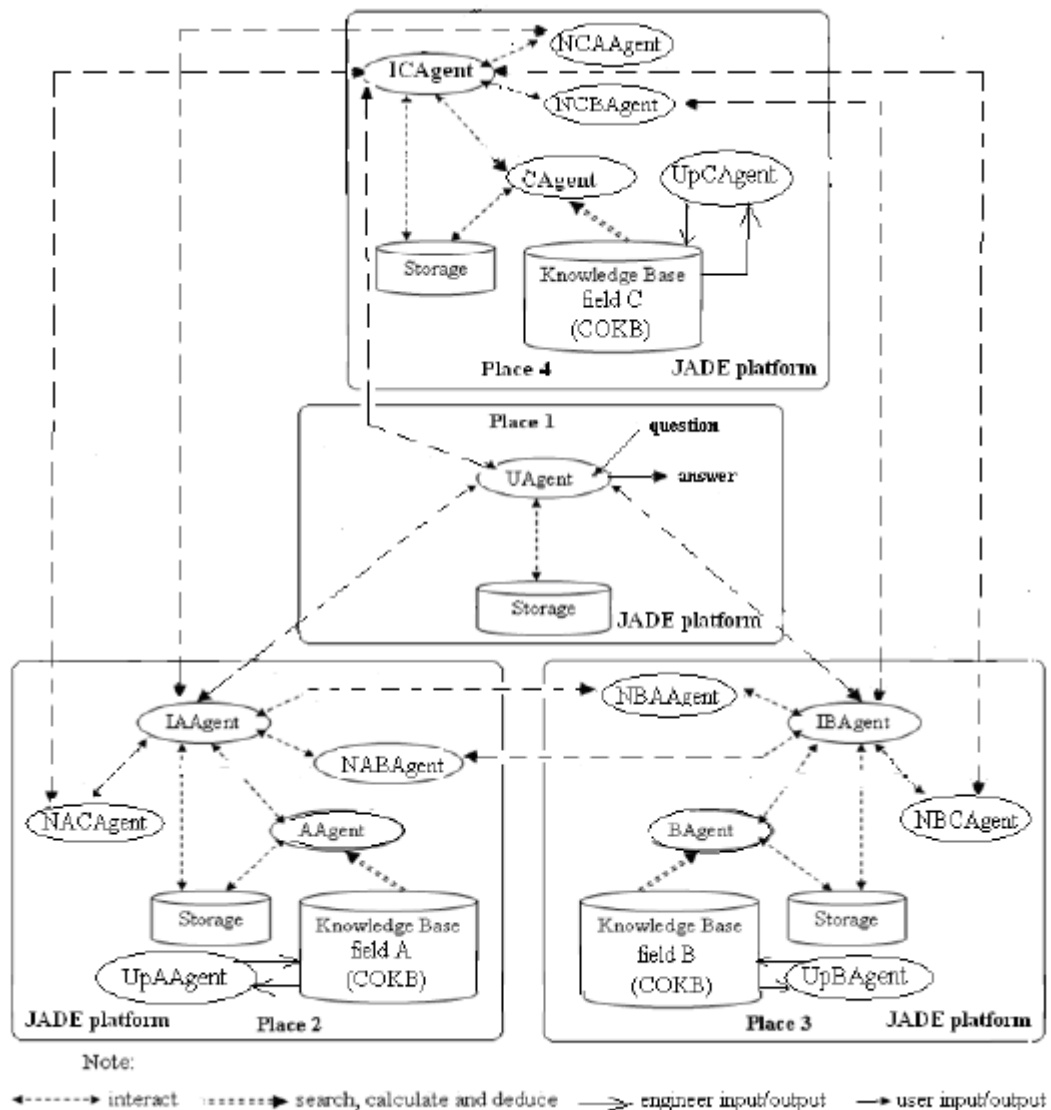 NCAAgent
ICAgent
NCBAgent
CAgent
UpCAgent
Storage
Knowledge Base
field C
(COKB)
Place 4
JADE platform
Place 1
question
UAgent
answer
Storage
JADE platform
IAAgent
NABAgent
NACAgent
AAgent
Storage
Knowledge Base
field A
(COKB)
UpAAgent
JADE platform
Place 2
NBAAgent
IBAgent
BAgent
NBCAgent
Knowledge Base
field B
(COKB)
Storage
UpBAgent
Place 3
JADE platform
Note:
interact
search, calculate and deduce
engineer input/output
user input/output